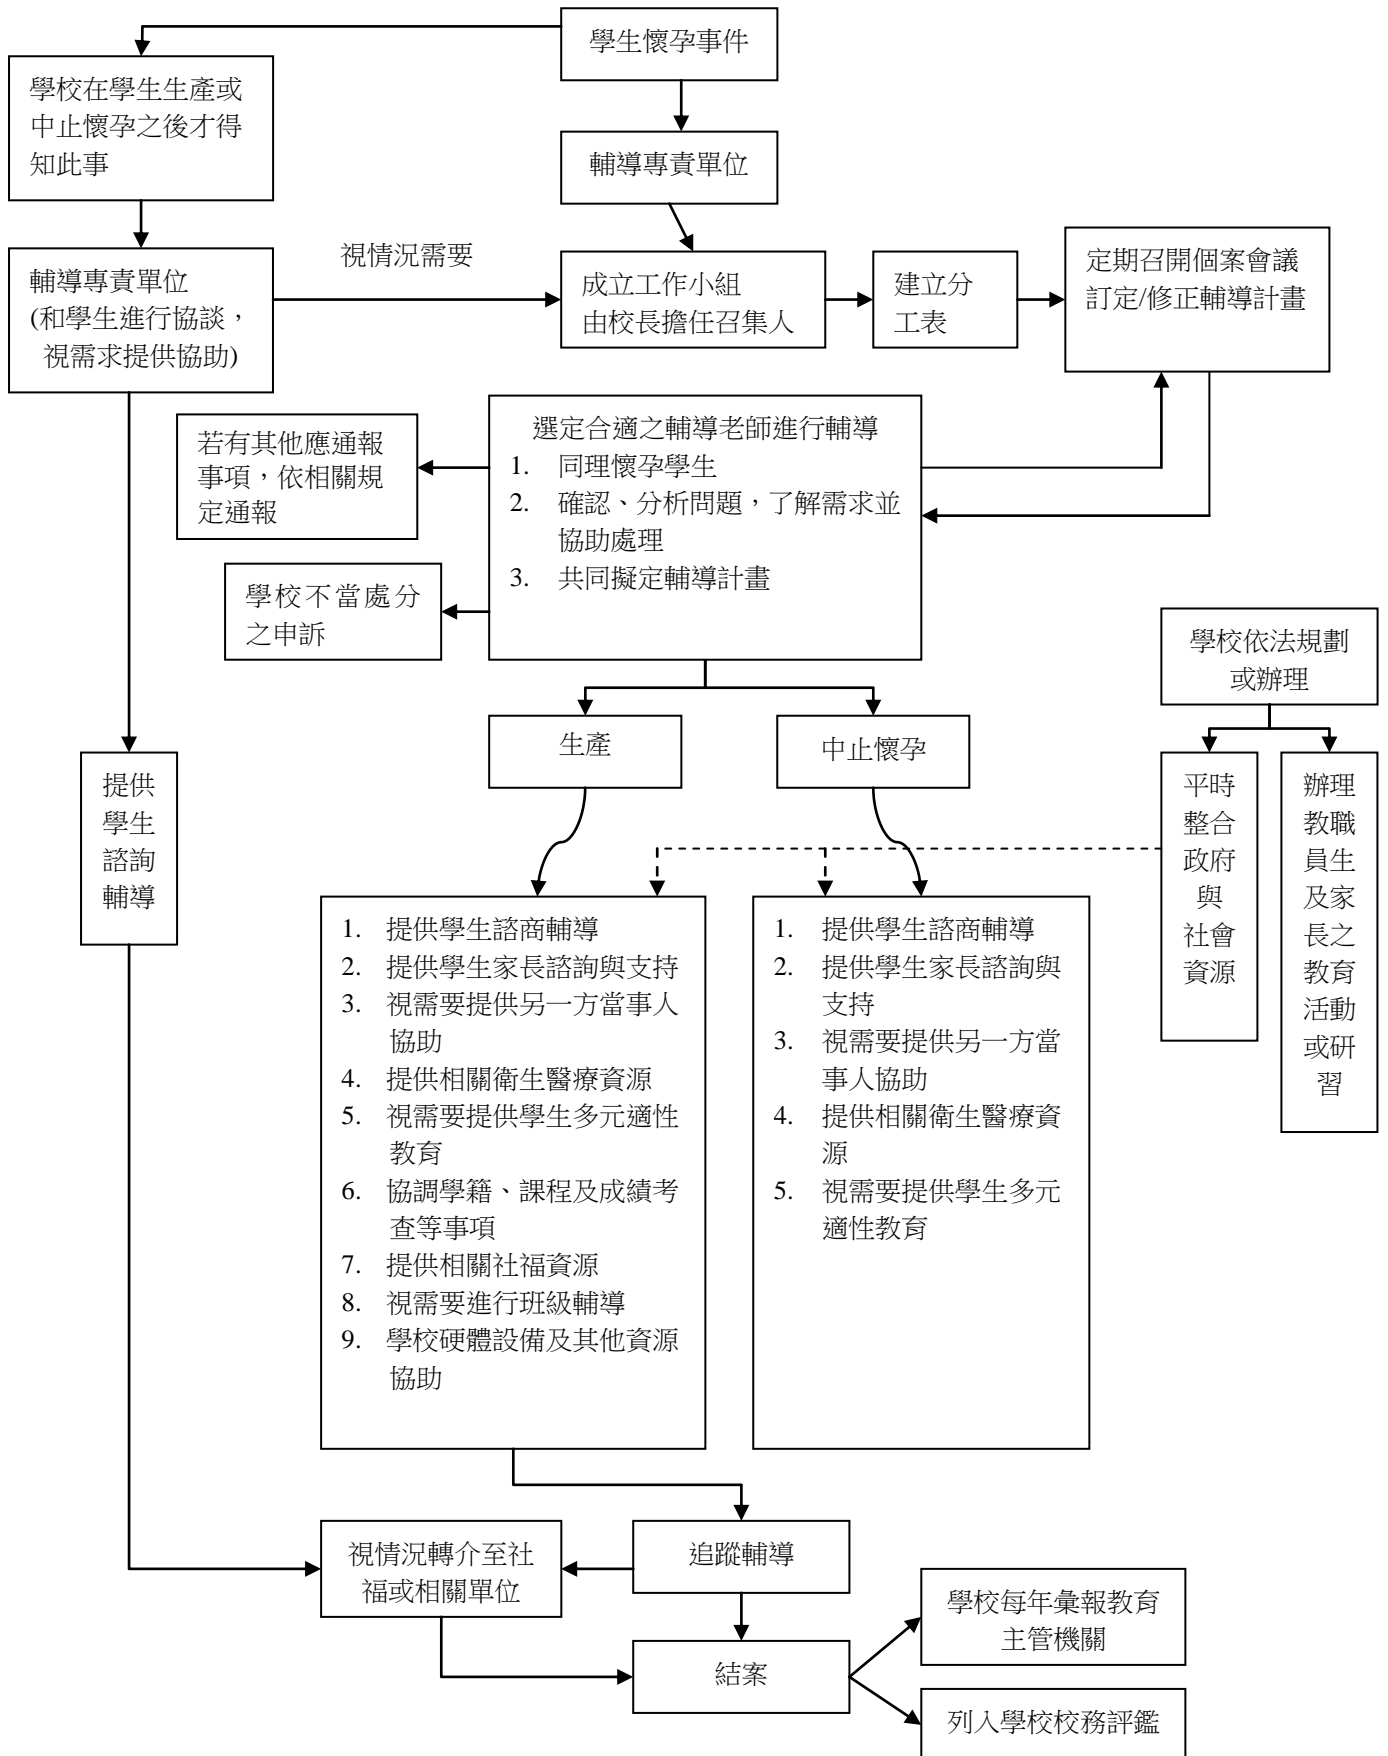 學生懷孕事件
學校在學生生產或
中止懷孕之後才得
知此事
輔導專責單位
輔導專責單位
(和學生進行協談，
視需求提供協助)
視情況需要
成立工作小組
由校長擔任召集人
建立分
工表
定期召開個案會議
訂定/修正輔導計畫
若有其他應通報
事項，依相關規
定通報
選定合適之輔導老師進行輔導
1. 同理懷孕學生
2. 確認、分析問題，了解需求並
協助處理
3. 共同擬定輔導計畫
學校不當處分
之申訴
學校依法規劃
或辦理
生產
中止懷孕
提供
學生
諮詢
輔導
平時
整合
政府
與
社會
資源
辦理
教職
員生
及家
長之
教育
活動
或研
習
1. 提供學生諮商輔導
2. 提供學生家長諮詢與支持
3. 視需要提供另一方當事人
協助
4. 提供相關衛生醫療資源
5. 視需要提供學生多元適性
教育
6. 協調學籍、課程及成績考
查等事項
7. 提供相關社福資源
8. 視需要進行班級輔導
9. 學校硬體設備及其他資源
協助
1. 提供學生諮商輔導
2. 提供學生家長諮詢與
支持
3. 視需要提供另一方當
事人協助
4. 提供相關衛生醫療資
源
5. 視需要提供學生多元
適性教育
視情況轉介至社
福或相關單位
追蹤輔導
結案
學校每年彙報教育
主管機關
列入學校校務評鑑